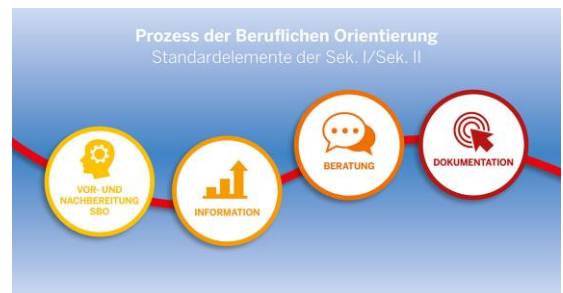 Prozess der Beruflichen Orientierung
Standardelemente der Sek. I/Sek. II
VOR- UND
NACHBEREITUNG
SBO
INFORMATION
BERATUNG
DOKUMENTATION